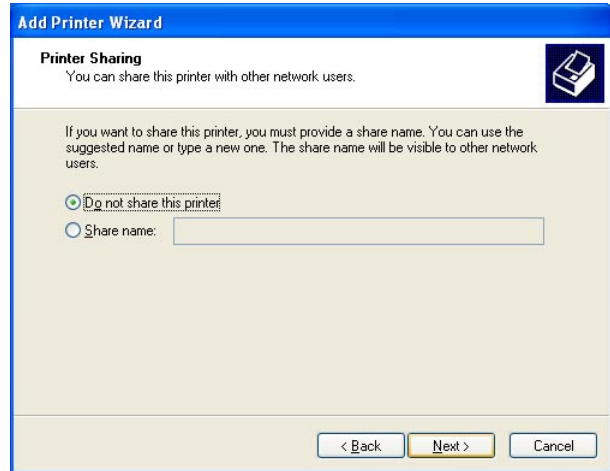 Add Printer Wizard
Printer Sharing
You can share this printer with other network users.
If you want to share this printer, you must provide a share name. You can use the
suggested name or type a new one. The share name will be visible to other network
users.
Do not share this printer
Share name:
< Back Next > Cancel